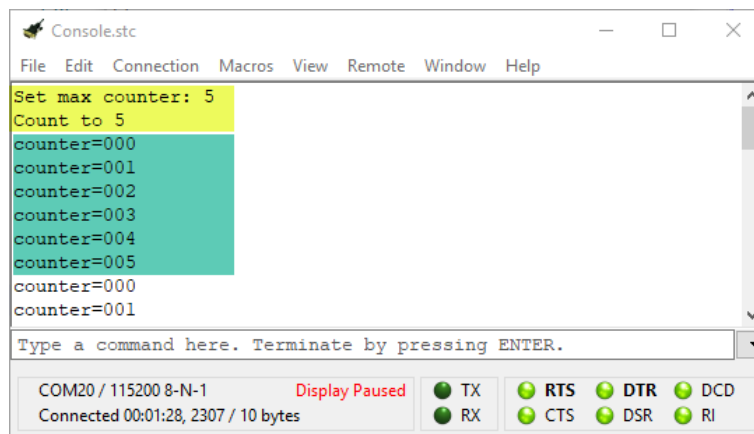 Console.stc
File Edit Connection Macros View Remote Window Help
Set max counter: 5
Count to 5
counter=000
counter=001
counter=002
counter=003
counter=004
counter=005
counter=000
counter=001
Type a command here. Terminate by pressing ENTER.
COM20 / 115200 8-N-1 Display Paused TX RTS DTR DCD
Connected 00:01:28, 2307 / 10 bytes RX CTS DSR RI